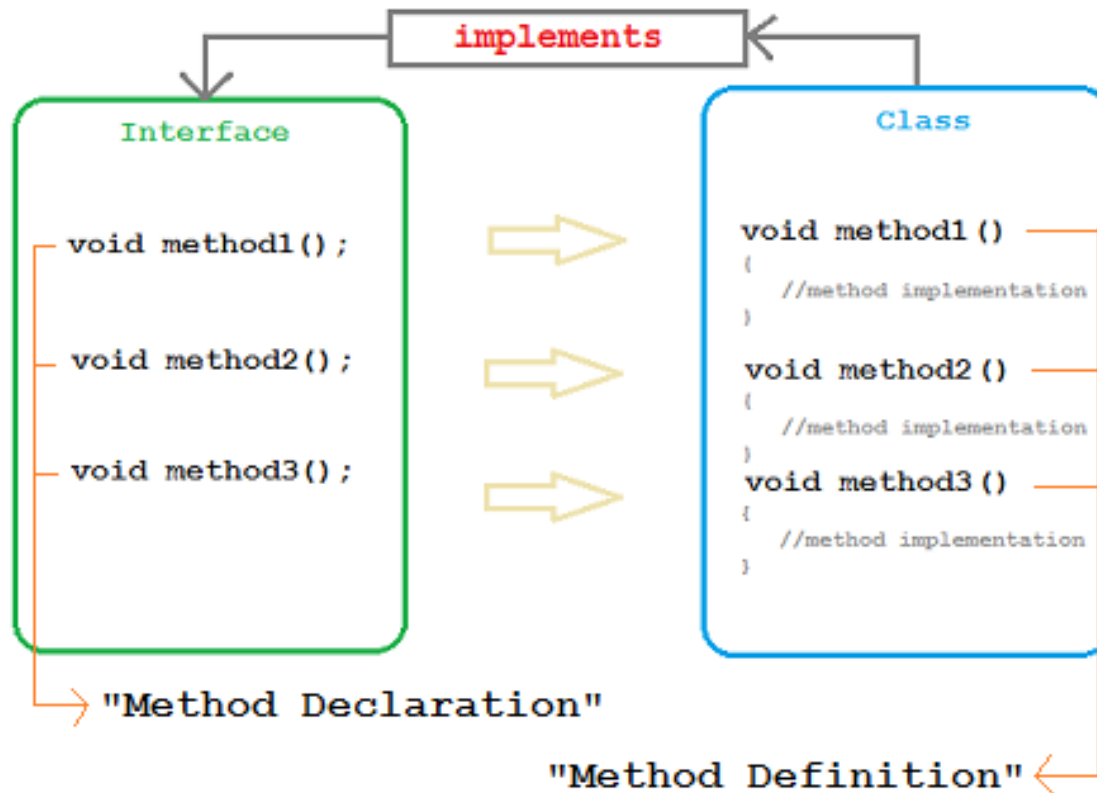 implements
Interface
void method1();
void method2();
void method3();
Class
void method1()
{
//method implementation
}
void method2()
{
//method implementation
}
void method3()
{
//method implementation
}
"Method Declaration"
"Method Definition"